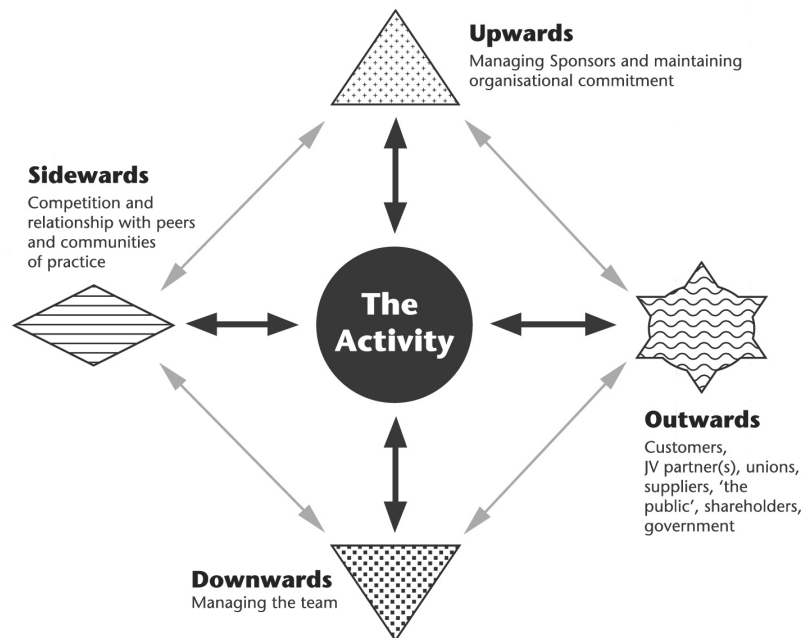 Upwards
Managing Sponsors and maintaining
organisational commitment
Sidewards
Competition and
relationship with peers
and communities
of practice
The
Activity
Outwards
Customers,
JV partner(s), unions,
suppliers, ‘the
public’, shareholders,
government
Downwards
Managing the team